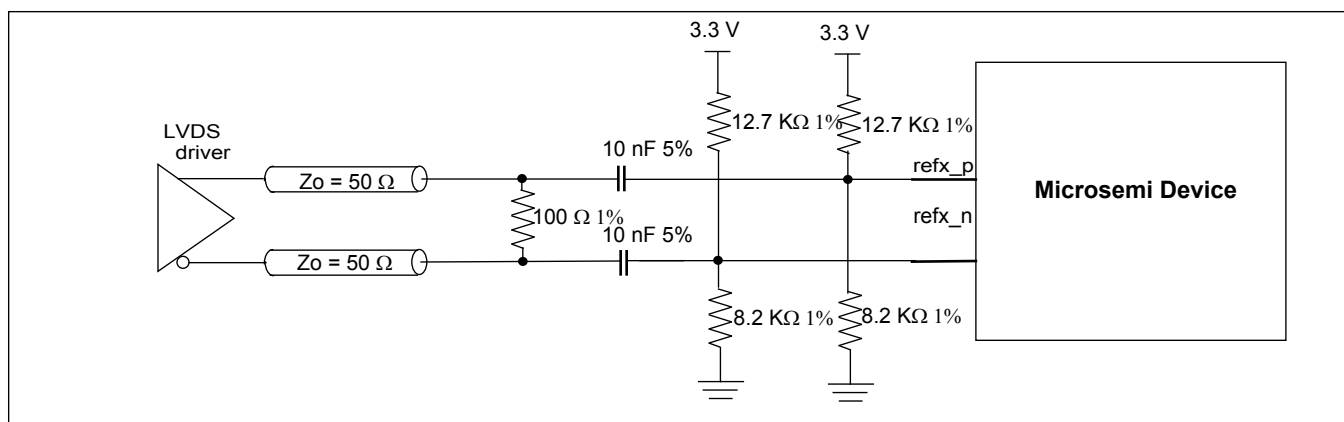 3.3 V
3.3 V
LVDS
driver
12.7 KΩ 1%
12.7 KΩ 1%
10 nF 5%
refx_p
Zo = 50 Ω
Microsemi Device
100 Ω 1%
refx_n
10 nF 5%
Zo = 50 Ω
8.2 KΩ 1%
8.2 KΩ 1%